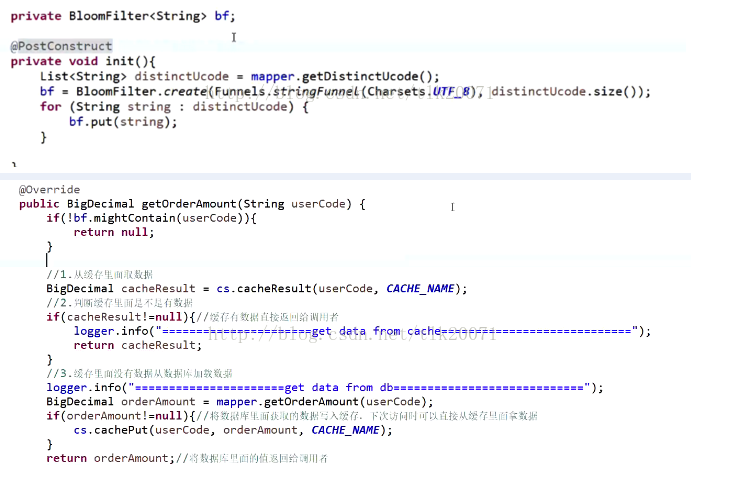 private BloomFilter<String> bf;
@PostConstruct
private void init(){
List<String> distinctUcode = mapper.getDistinctUcode();
bf = BloomFilter.create(Funnels.stringFunnel(Charsets.UTF_8), distinctUcode.size());
for (String string : distinctUcode) {
bf.put(string);
}
}
@Override
public BigDecimal getOrderAmount(String userCode) {
if(!bf.mightContain(userCode)){
return null;
}
//1.从缓存里面取数据
BigDecimal cacheResult = cs.cacheResult(userCode, CACHE_NAME);
//2.判断缓存里面是不是有数据
if(cacheResult!=null){//缓存有数据直接返回给调用者
logger.info("======================get data from cache============================");
http://blog.csdn.net/tlk20071
return cacheResult;
}
//3.缓存里面没有数据从数据库加载数据
logger.info("======================get data from db============================");
BigDecimal orderAmount = mapper.getOrderAmount(userCode);
if(orderAmount!=null){//将数据库里面获取的数据写入缓存，下次访问时可以直接从缓存里面拿数据
cs.cachePut(userCode, orderAmount, CACHE_NAME);
}
return orderAmount;//将数据库里面的值返回给调用者